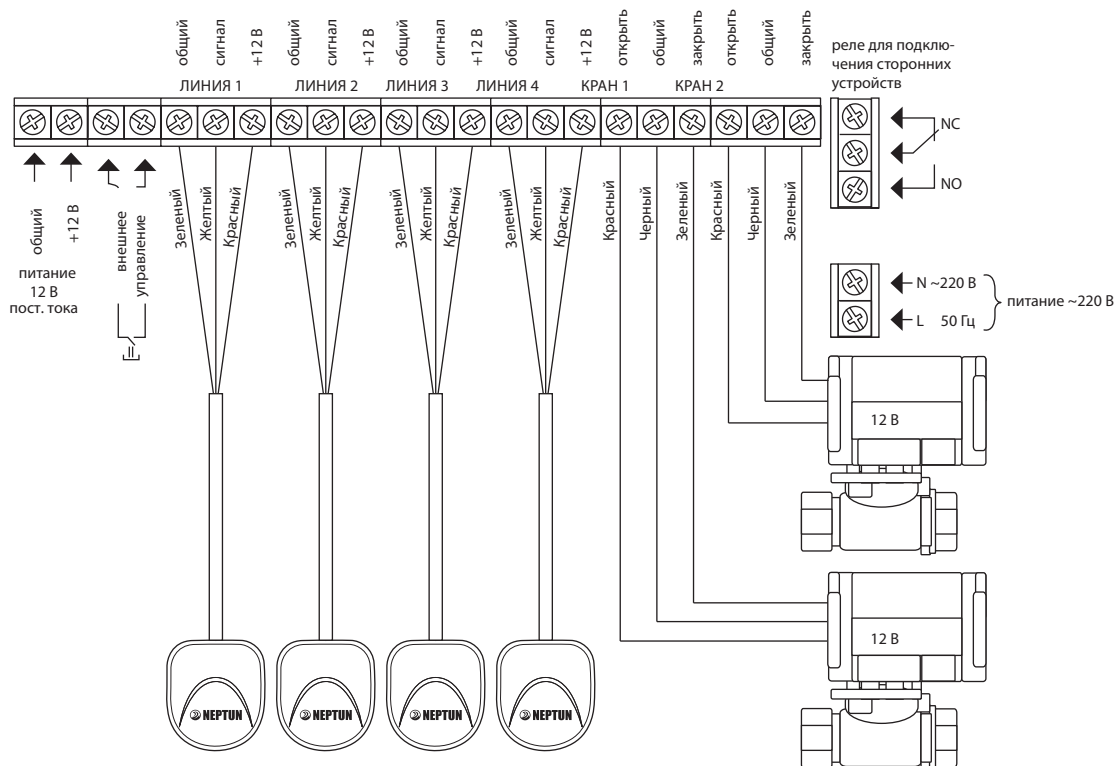 общий
сигнал
+12 В
общий
сигнал
+12 В
общий
сигнал
+12 В
общий
сигнал
+12 В
открыть
общий
закрыть
открыть
общий
закрыть
реле для подклю-
чения сторонних
устройств
ЛИНИЯ 1
ЛИНИЯ 2
ЛИНИЯ 3
ЛИНИЯ 4
КРАН 1
КРАН 2
NC
NO
общий
+12 В
питание
12 В
пост. тока
внешнее
управление
Зеленый
Желтый
Красный
Зеленый
Желтый
Красный
Зеленый
Желтый
Красный
Зеленый
Желтый
Красный
Красный
Черный
Зеленый
Красный
Черный
Зеленый
N ~220 В
L 50 Гц
питание ~220 В
12 В
12 В
NEPTUN
NEPTUN
NEPTUN
NEPTUN